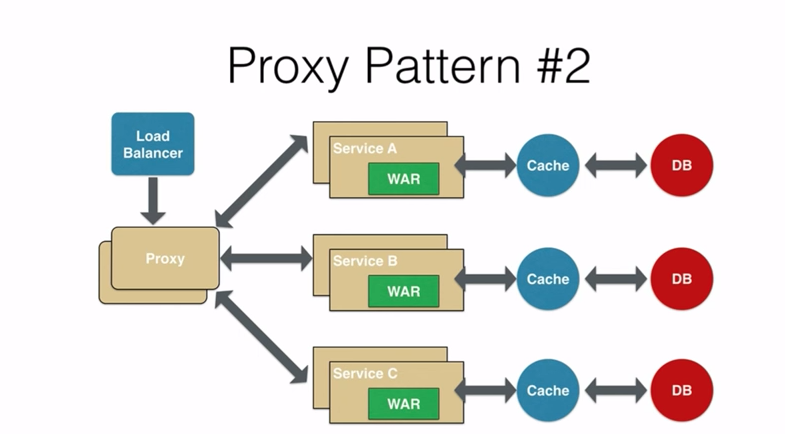 Proxy Pattern #2
Load
Balancer
Proxy
Service A
WAR
Cache
DB
Service B
WAR
Cache
DB
Service C
WAR
Cache
DB